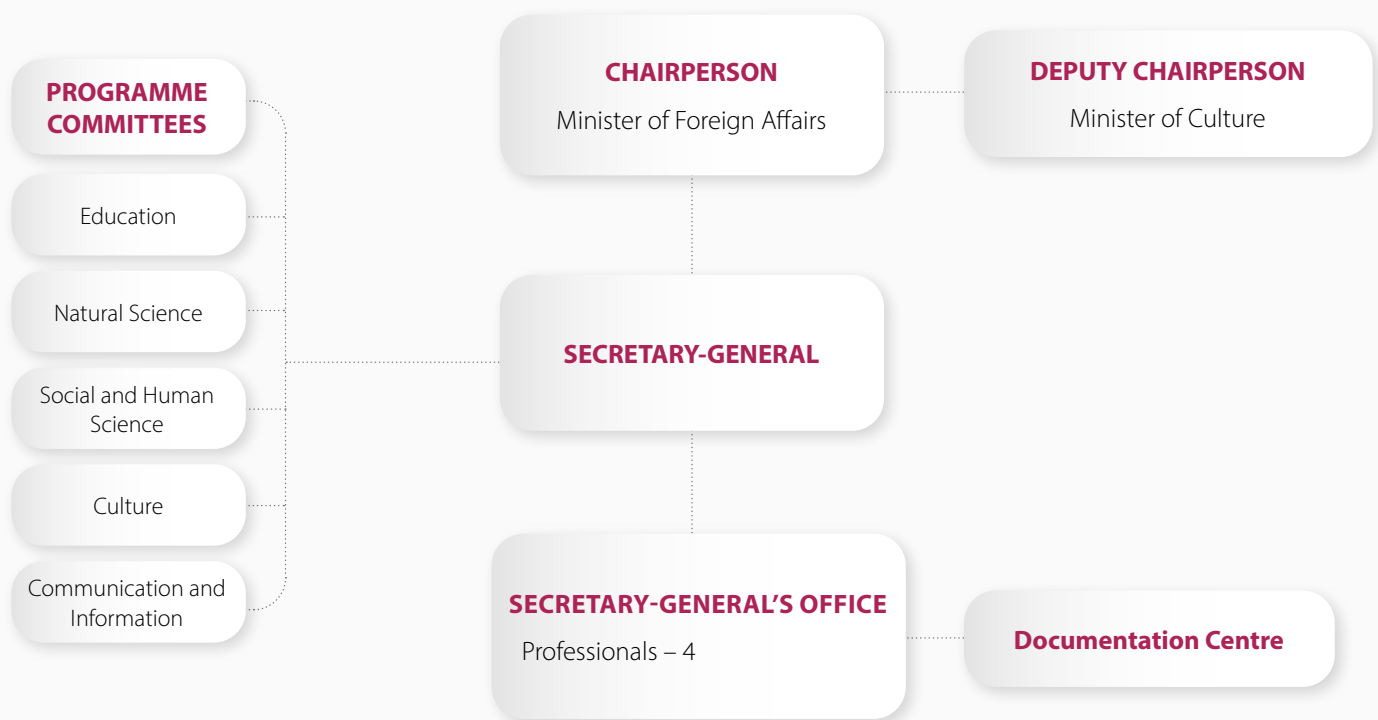 PROGRAMME
COMMITTEES
Education
Natural Science
Social and Human
Science
Culture
Communication and
Information
CHAIRPERSON
Minister of Foreign Affairs
DEPUTY CHAIRPERSON
Minister of Culture
SECRETARY-GENERAL
SECRETARY-GENERAL’S OFFICE
Professionals – 4
Documentation Centre